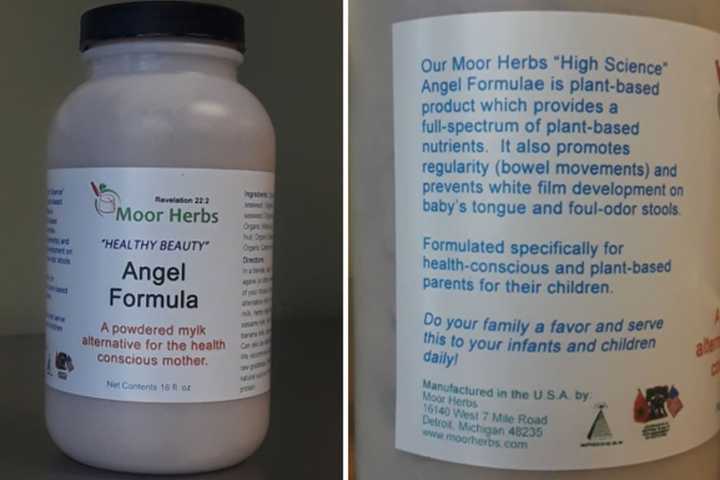 Revelation 22:2
Moor Herbs
"HEALTHY BEAUTY"
Angel
Formula
A powdered mylk
alternative for the health
conscious mother.
Net Contents 16 fl. oz
Ingredients:
Directions:
Our Moor Herbs "High Science"
Angel Formulae is plant-based
product which provides a
full-spectrum of plant-based
nutrients. It also promotes
regularity (bowel movements) and
prevents white film development on
baby's tongue and foul-odor stools.
Formulated specifically for
health-conscious and plant-based
parents for their children.
Do your family a favor and serve
this to your infants and children
daily!
Manufactured in the U.S.A. by:
Moor Herbs
16140 West 7 Mile Road
Detroit, Michigan 48235
www.moorherbs.com